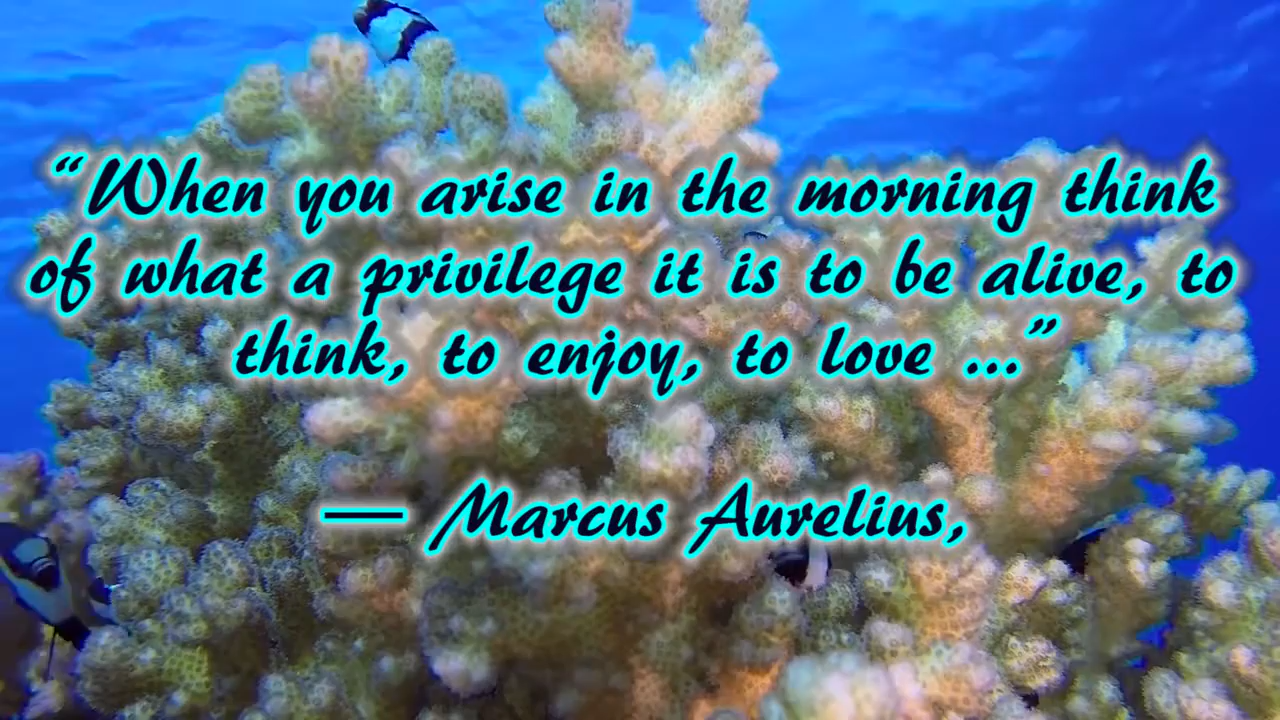 “When you arise in the morning think
of what a privilege it is to be alive, to
think, to enjoy, to love ...”
— Marcus Aurelius,